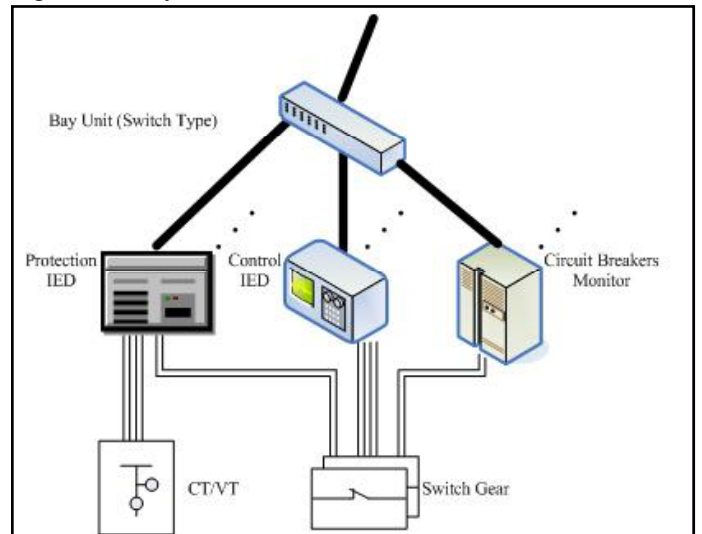 Bay Unit (Switch Type)
Protection
IED
Control
IED
Circuit Breakers
Monitor
CT/VT
Switch Gear